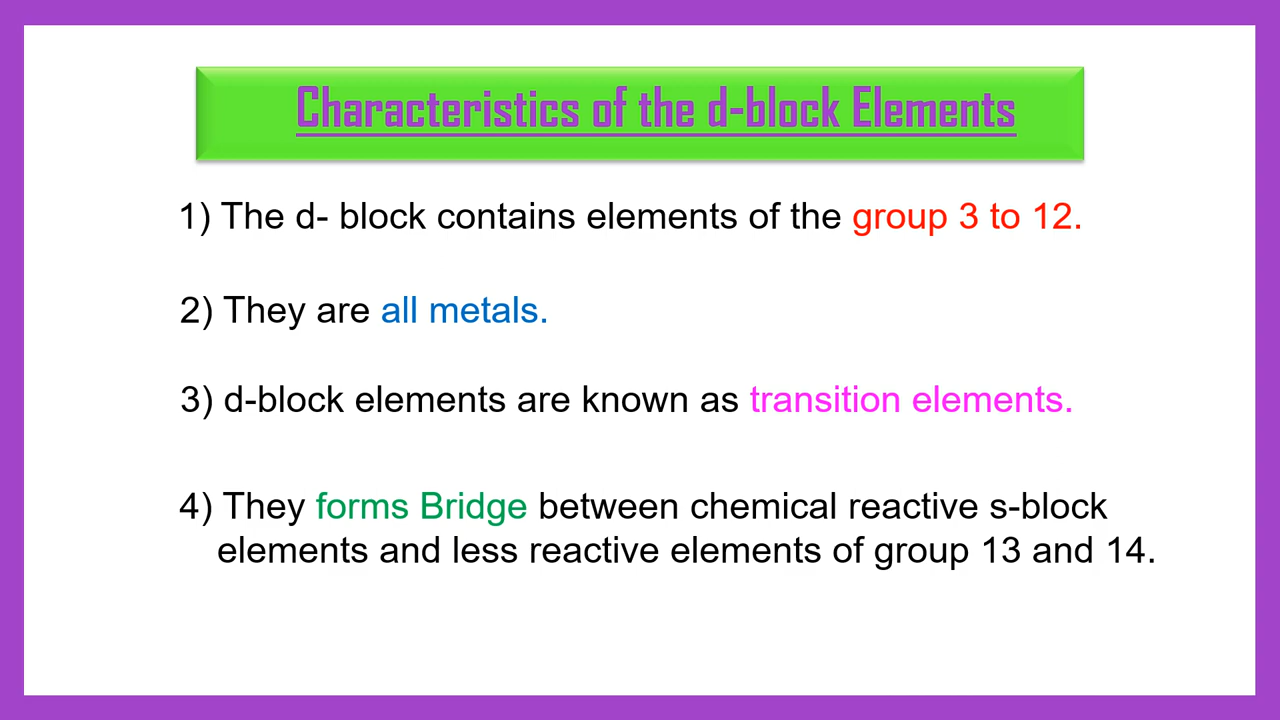 Characteristics of the d-block Elements
1) The d- block contains elements of the group 3 to 12.
2) They are all metals.
3) d-block elements are known as transition elements.
4) They forms Bridge between chemical reactive s-block
elements and less reactive elements of group 13 and 14.